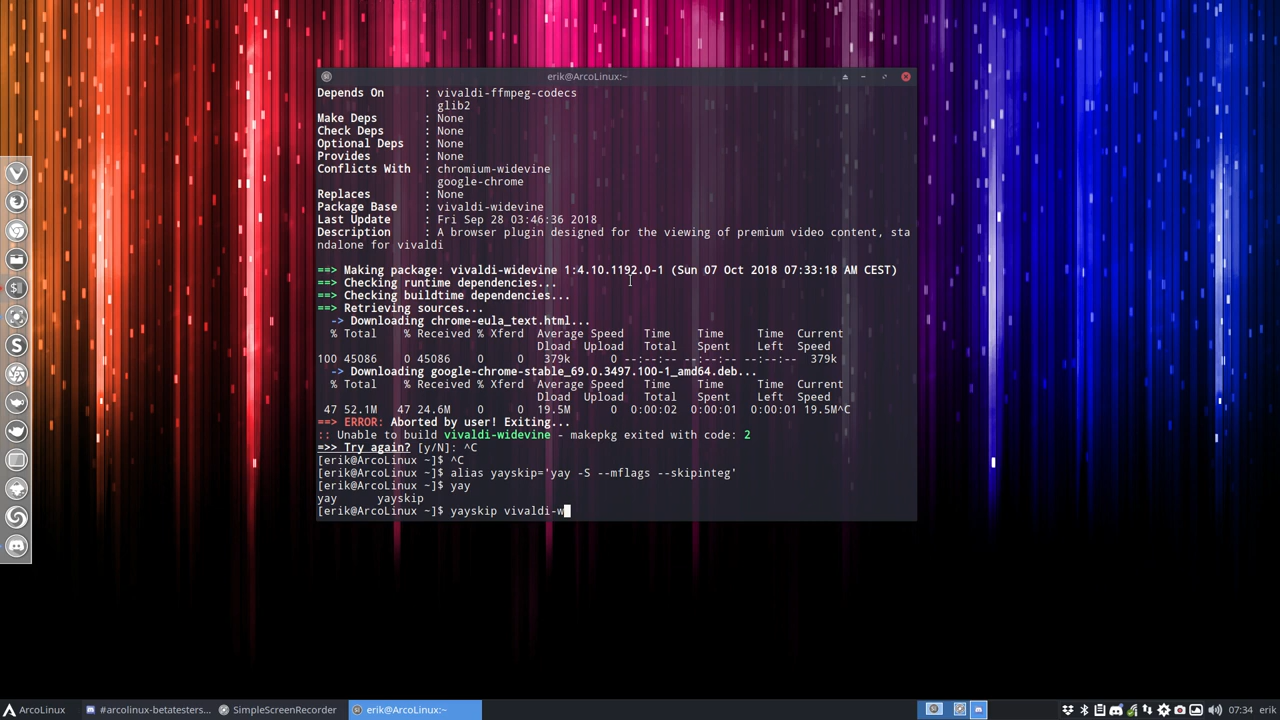 erik@ArcoLinux:~
Depends On : vivaldi-ffmpeg-codecs
glib2
Make Deps : None
Check Deps : None
Optional Deps : None
Provides : None
Conflicts With : chromium-widevine
google-chrome
Replaces : None
Package Base : vivaldi-widevine
Last Update : Fri Sep 28 03:46:36 2018
Description : A browser plugin designed for the viewing of premium video content, sta
ndalone for vivaldi
==> Making package: vivaldi-widevine 1:4.10.1192.0-1 (Sun 07 Oct 2018 07:33:18 AM CEST)
==> Checking runtime dependencies...
==> Checking buildtime dependencies...
==> Retrieving sources...
-> Downloading chrome-eula_text.html...
% Total % Received % Xferd Average Speed Time Time Time Current
Dload Upload Total Spent Left Speed
100 45086 0 45086 0 0 379k 0 --:--:-- --:--:-- --:--:-- 379k
-> Downloading google-chrome-stable_69.0.3497.100-1_amd64.deb...
% Total % Received % Xferd Average Speed Time Time Time Current
Dload Upload Total Spent Left Speed
47 52.1M 47 24.6M 0 0 19.5M 0 0:00:02 0:00:01 0:00:01 19.5M^C
==> ERROR: Aborted by user! Exiting...
:: Unable to build vivaldi-widevine - makepkg exited with code: 2
=>> Try again? [y/N]: ^C
[erik@ArcoLinux ~]$ ^C
[erik@ArcoLinux ~]$ alias yayskip='yay -S --mflags --skipinteg'
[erik@ArcoLinux ~]$ yay
yay yayskip
[erik@ArcoLinux ~]$ yayskip vivaldi-w
ArcoLinux #arcolinux-betatesters... SimpleScreenRecorder erik@ArcoLinux:~ 07:34 erik